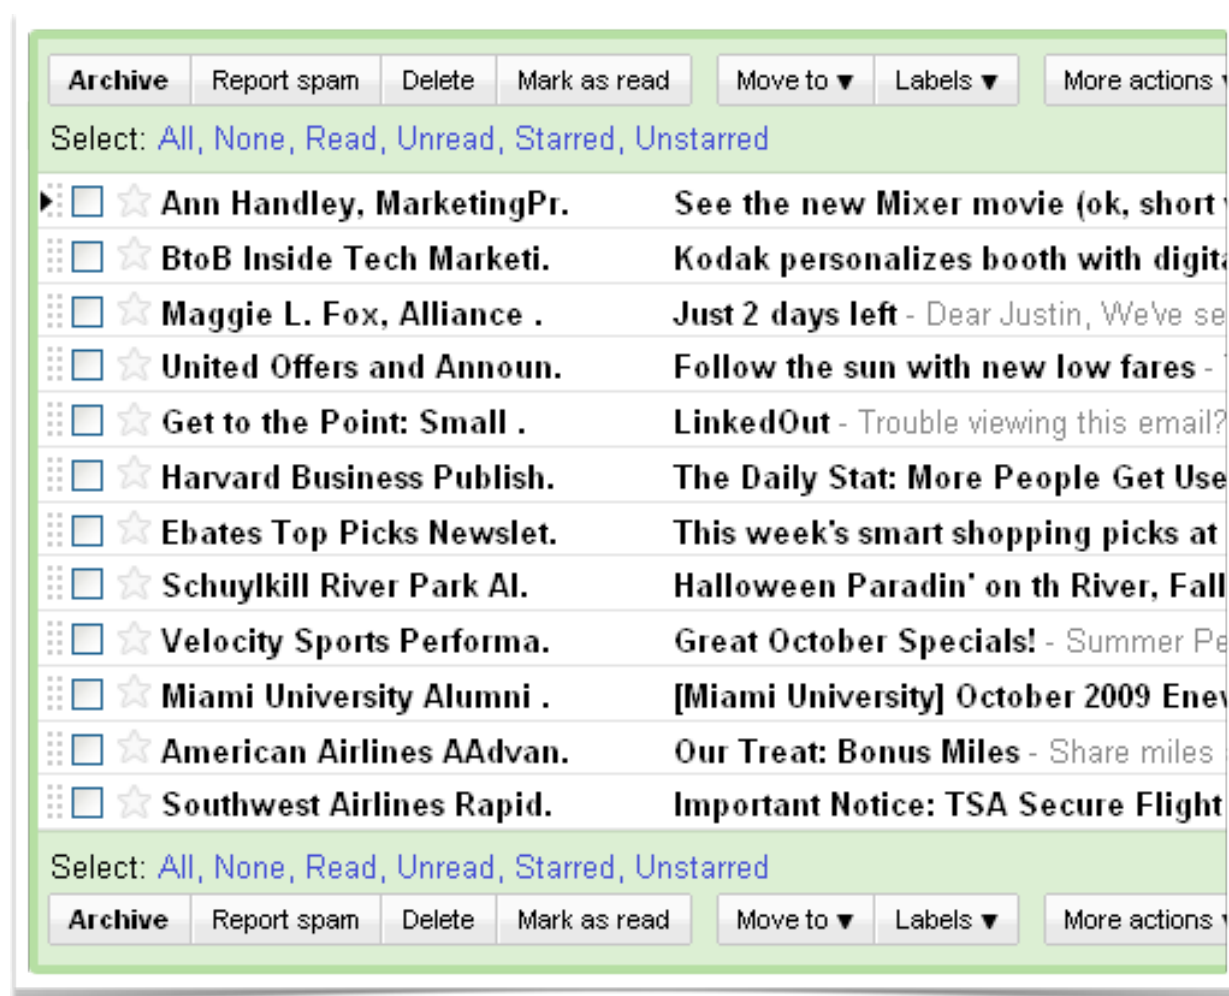 Archive Report spam Delete Mark as read Move to ▼ Labels ▼ More actions
Select: All, None, Read, Unread, Starred, Unstarred
Ann Handley, MarketingPr. See the new Mixer movie (ok, short
BtoB Inside Tech Marketi. Kodak personalizes booth with digita
Maggie L. Fox, Alliance . Just 2 days left - Dear Justin, We've se
United Offers and Announ. Follow the sun with new low fares -
Get to the Point: Small . LinkedOut - Trouble viewing this email?
Harvard Business Publish. The Daily Stat: More People Get Use
Ebates Top Picks Newslet. This week's smart shopping picks at
Schuylkill River Park Al. Halloween Paradin' on th River, Fall
Velocity Sports Performa. Great October Specials! - Summer Pe
Miami University Alumni . [Miami University] October 2009 Enew
American Airlines AAdvan. Our Treat: Bonus Miles - Share miles
Southwest Airlines Rapid. Important Notice: TSA Secure Flight
Select: All, None, Read, Unread, Starred, Unstarred
Archive Report spam Delete Mark as read Move to ▼ Labels ▼ More actions